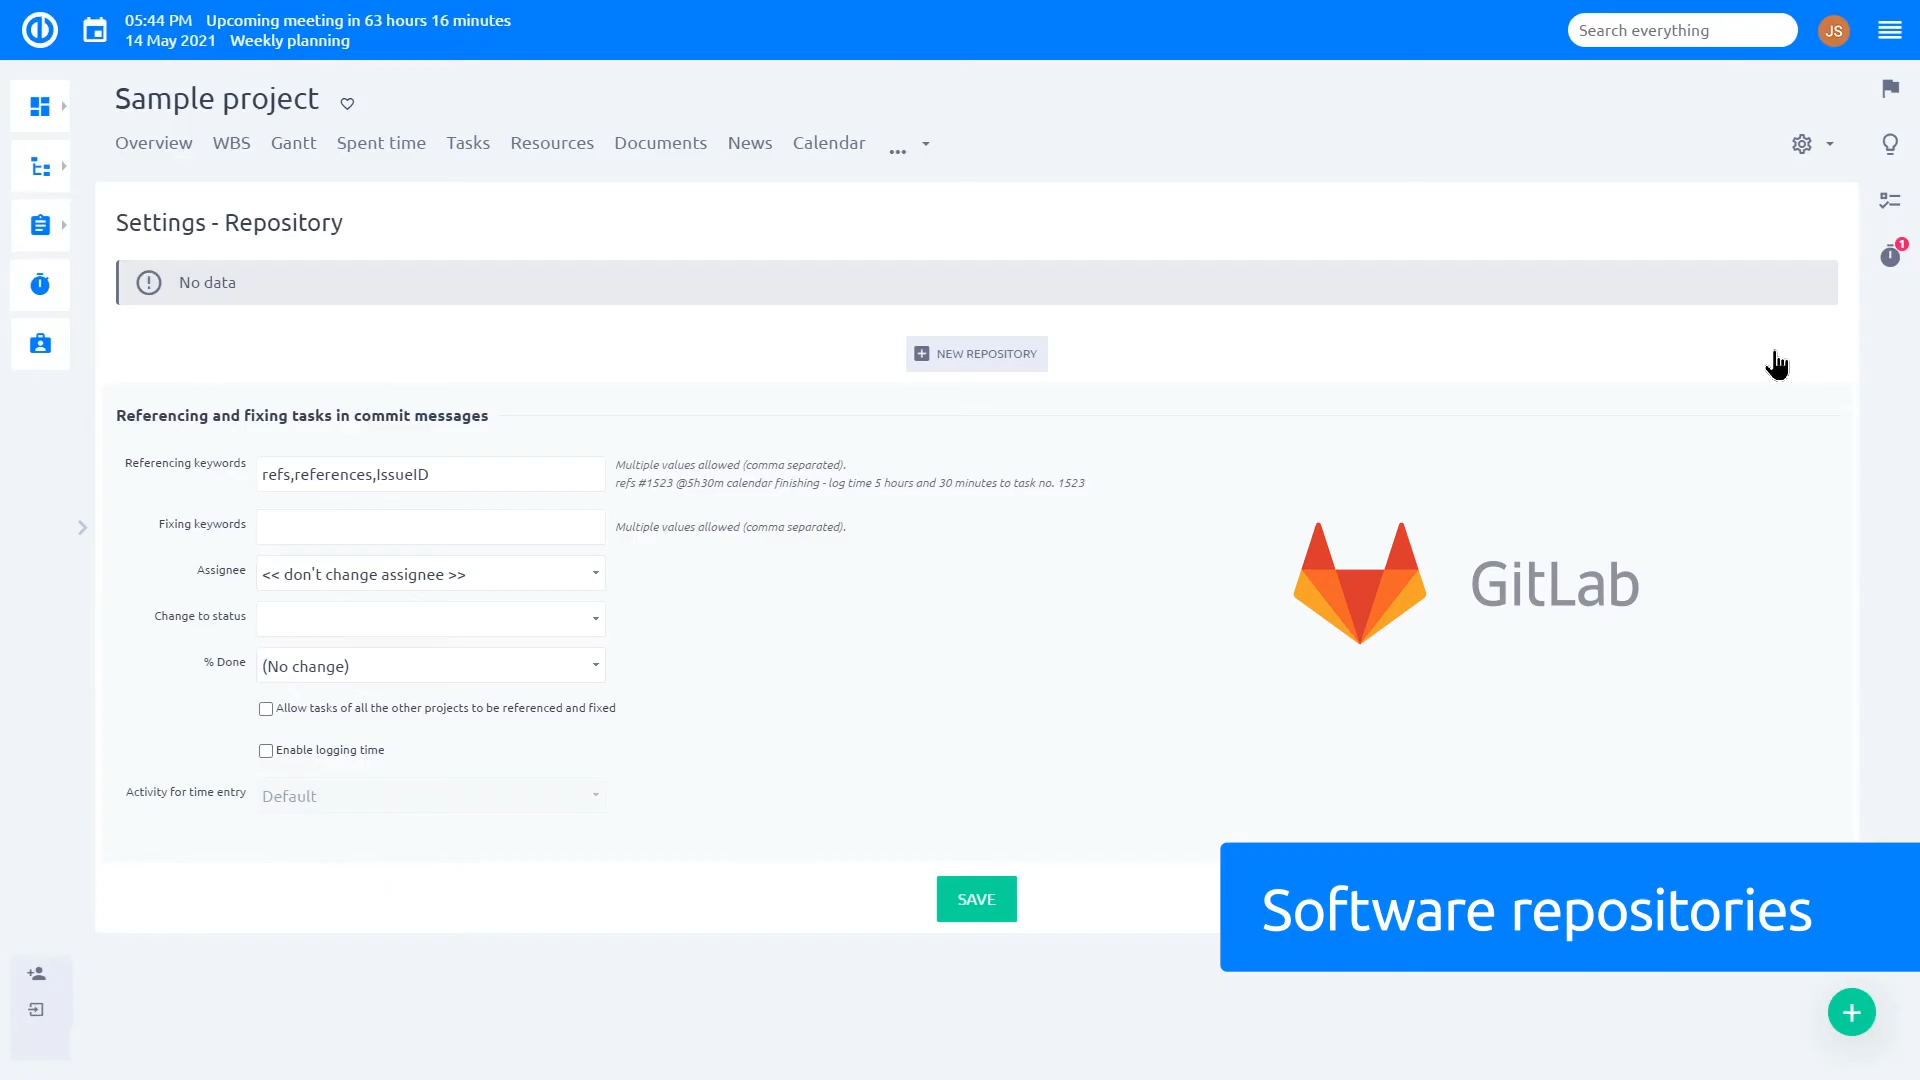 05:44 PM Upcoming meeting in 63 hours 16 minutes
14 May 2021 Weekly planning
Search everything
JS
Sample project
Overview WBS Gantt Spent time Tasks Resources Documents News Calendar ...
1
Settings - Repository
No data
NEW REPOSITORY
Referencing and fixing tasks in commit messages
Referencing keywords
refs,references,IssueID
Multiple values allowed (comma separated).
refs #1523 @5h30m calendar finishing - log time 5 hours and 30 minutes to task no. 1523
Fixing keywords
Multiple values allowed (comma separated).
Assignee
<< don't change assignee >>
Change to status
% Done
(No change)
Allow tasks of all the other projects to be referenced and fixed
Enable logging time
Activity for time entry
Default
GitLab
SAVE
Software repositories